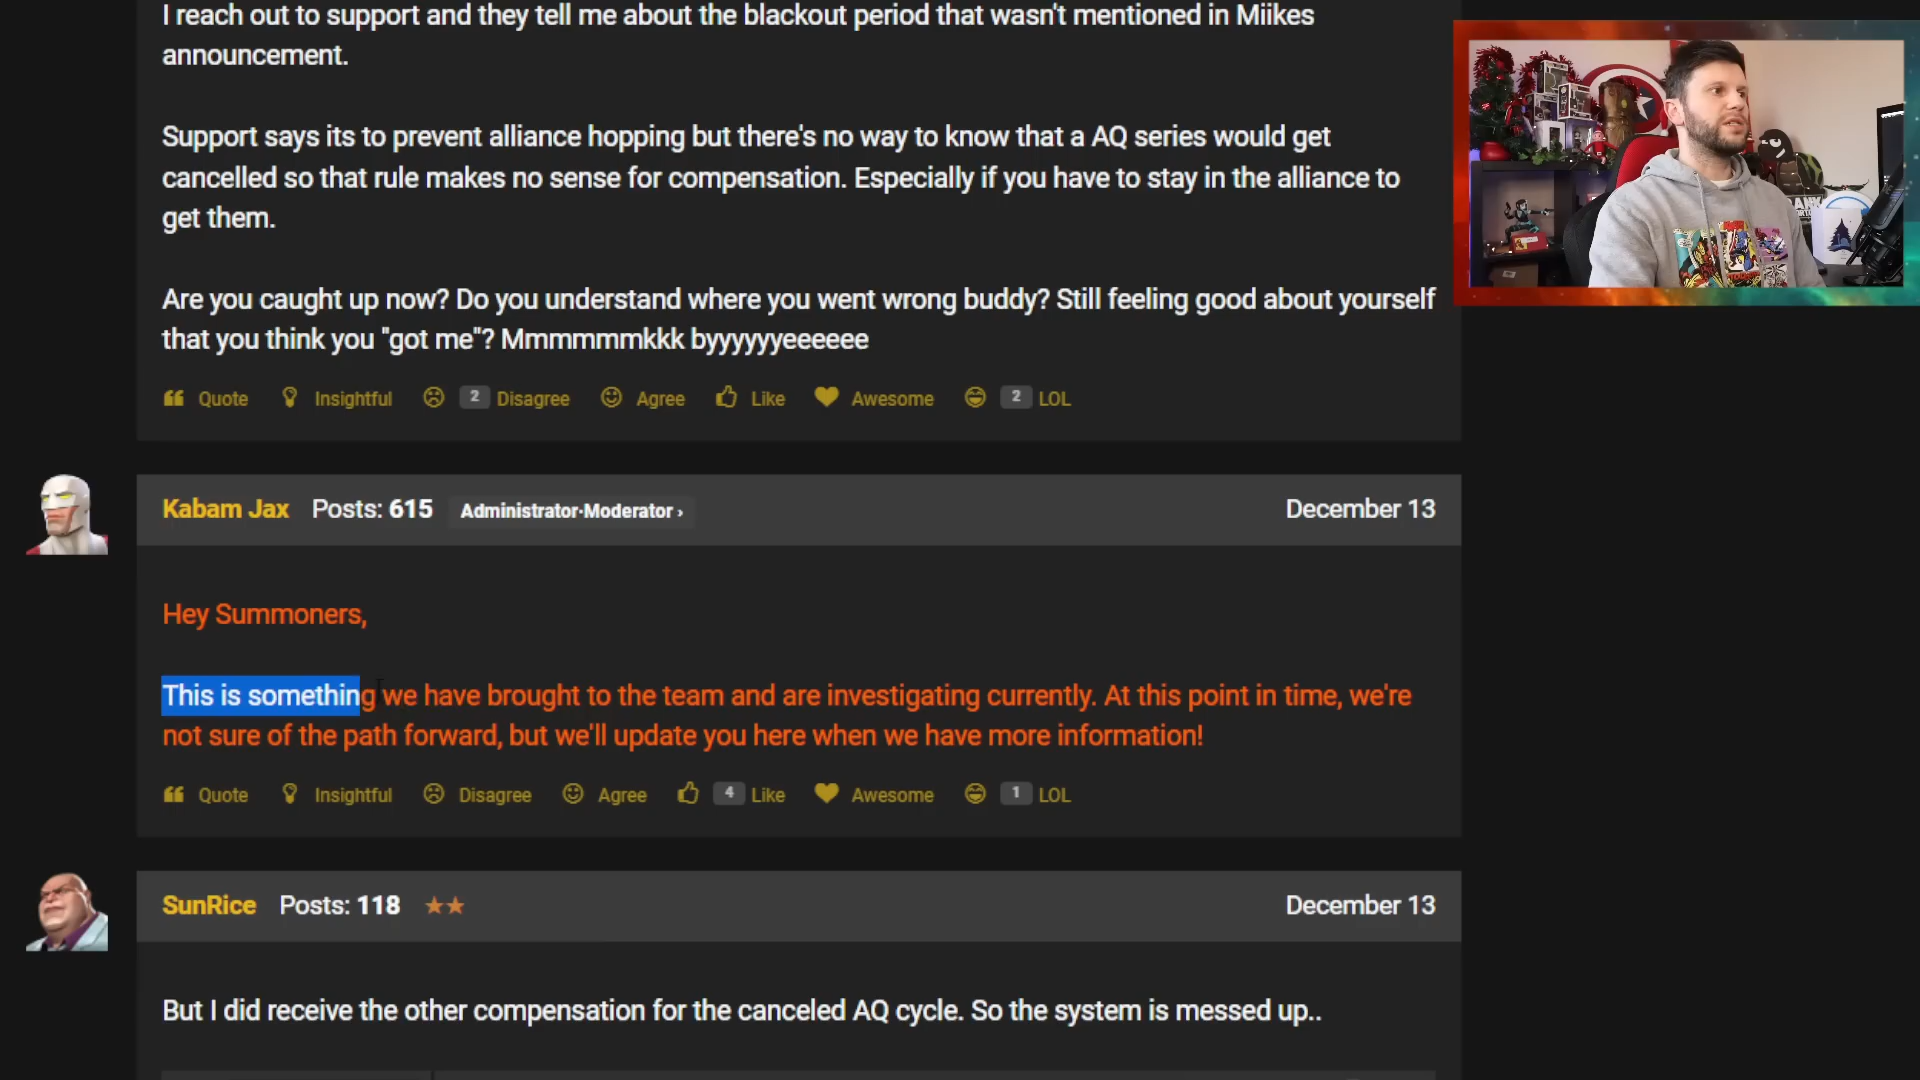 I reach out to support and they tell me about the blackout period that wasn't mentioned in Miikes
announcement.
Support says its to prevent alliance hopping but there's no way to know that a AQ series would get
cancelled so that rule makes no sense for compensation. Especially if you have to stay in the alliance to
get them.
Are you caught up now? Do you understand where you went wrong buddy? Still feeling good about yourself
that you think you "got me"? Mmmmmmkkk byyyyyyeeeeee
Quote Insightful 2 Disagree Agree Like Awesome 2 LOL
Kabam Jax Posts: 615 Administrator·Moderator › December 13
Hey Summoners,
This is something we have brought to the team and are investigating currently. At this point in time, we're
not sure of the path forward, but we'll update you here when we have more information!
Quote Insightful Disagree Agree 4 Like Awesome 1 LOL
SunRice Posts: 118 ★★ December 13
But I did receive the other compensation for the canceled AQ cycle. So the system is messed up..